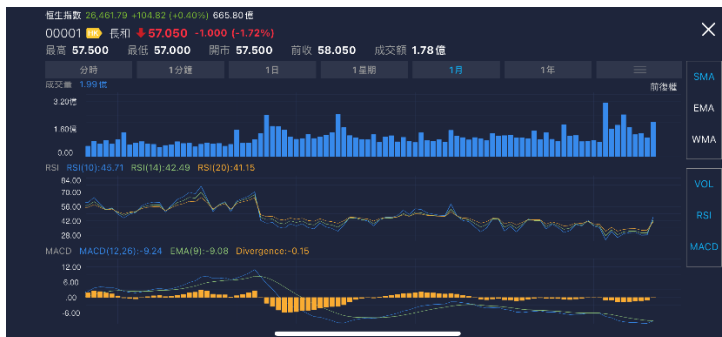 恒生指數 26,461.79 +104.82 (+0.40%) 665.80億
00001 HK 長和 57.050 -1.000 (-1.72%)
最高 57.500 最低 57.000 開市 57.500 前收 58.050 成交額 1.78億
分時 1分鐘 1日 1星期 1月 1年
成交量 1.99億 前後權
3.20億
1.60億
0.00
RSI RSI(10):45.71 RSI(14):42.49 RSI(20):41.15
84.00
70.00
56.00
42.00
28.00
MACD MACD(12,26):-9.24 EMA(9):-9.08 Divergence:-0.15
12.00
6.00
.00
-6.00
SMA
EMA
WMA
VOL
RSI
MACD